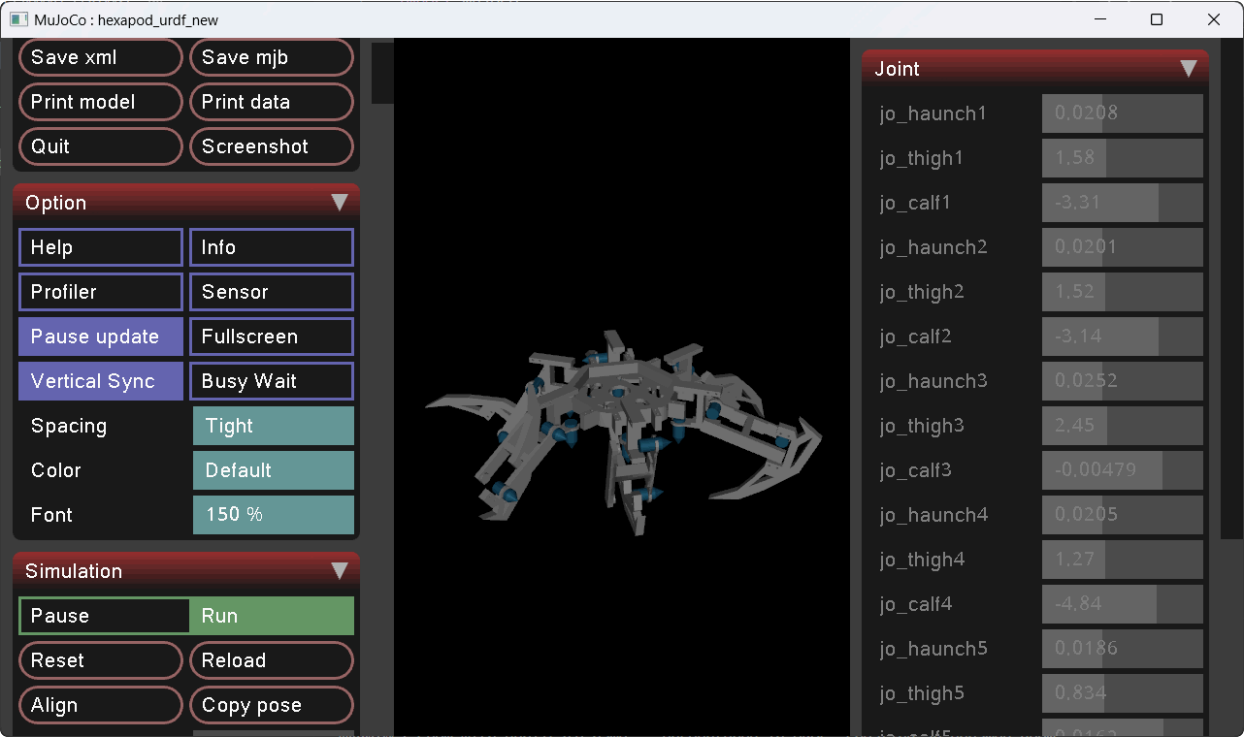 MuJoCo : hexapod_urdf_new
Save xml
Save mjb
Print model
Print data
Quit
Screenshot
Option
Help
Info
Profiler
Sensor
Pause update
Fullscreen
Vertical Sync
Busy Wait
Spacing
Tight
Color
Default
Font
150 %
Simulation
Pause
Run
Reset
Reload
Align
Copy pose
Joint
jo_haunch1
0.0208
jo_thigh1
1.58
jo_calf1
-3.31
jo_haunch2
0.0201
jo_thigh2
1.52
jo_calf2
-3.14
jo_haunch3
0.0252
jo_thigh3
2.45
jo_calf3
-0.00479
jo_haunch4
0.0205
jo_thigh4
1.27
jo_calf4
-4.84
jo_haunch5
0.0186
jo_thigh5
0.834
jo_calf5
0.0162